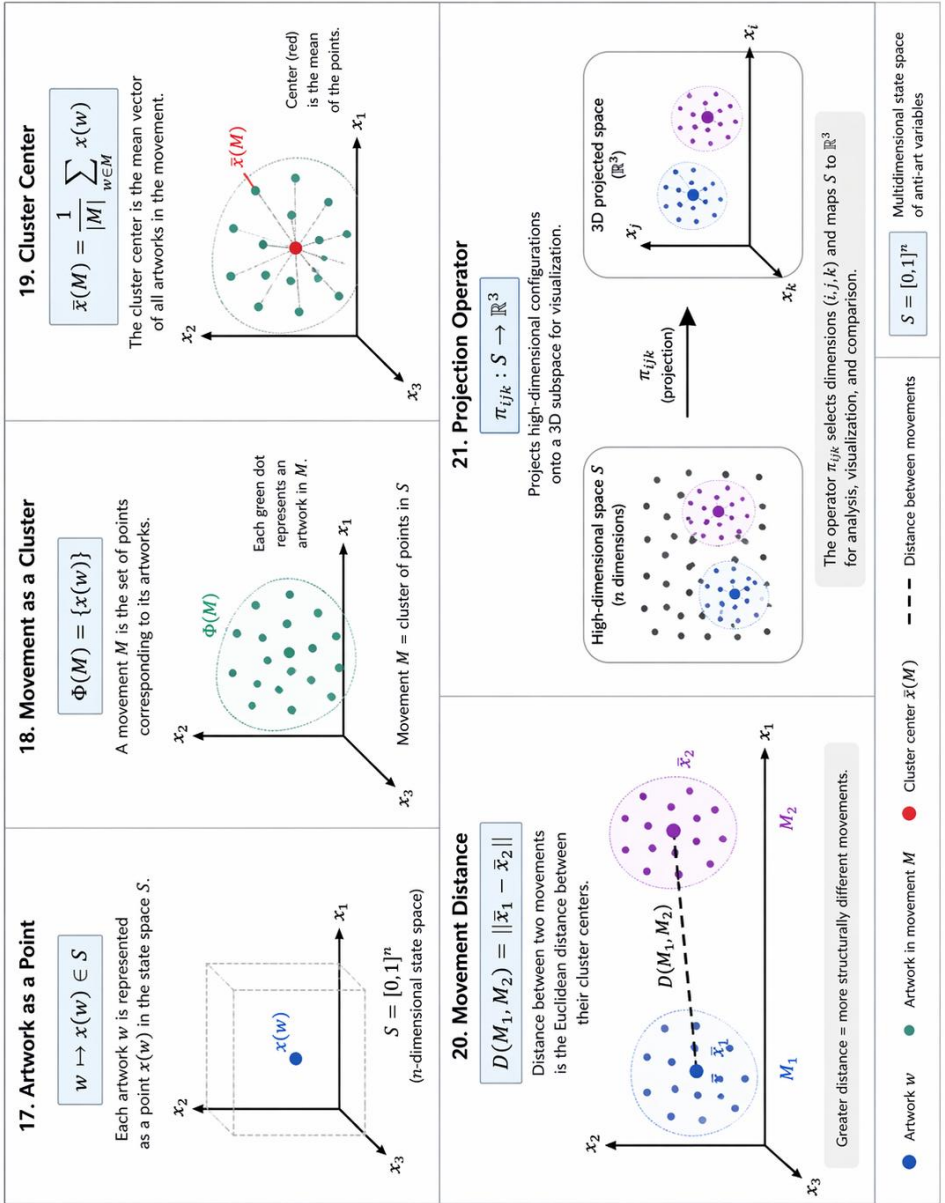 17. Artwork as a Point
w ↦ x(w) ∈ S
Each artwork w is represented
as a point x(w) in the state space S.
x₂
x(w)
x₁
x₃
S = [0,1]ⁿ
(n-dimensional state space)
18. Movement as a Cluster
Φ(M) = {x(w)}
A movement M is the set of points
corresponding to its artworks.
x₂
Φ(M)
Each green dot
represents an
artwork in M.
x₁
x₃
Movement M = cluster of points in S
19. Cluster Center
x̄(M) = 1/|M| ∑ w∈M x(w)
The cluster center is the mean vector
of all artworks in the movement.
x₂
x̄(M)
Center (red)
is the mean
of the points.
x₁
x₃
20. Movement Distance
D(M₁, M₂) = ||x̄₁ − x̄₂||
Distance between two movements
is the Euclidean distance between
their cluster centers.
x₂
D(M₁, M₂)
x̄₂
x̄ x̄₁
M₁
M₂
x₁
x₃
Greater distance = more structurally different movements.
21. Projection Operator
πᵢⱼₖ : S → ℝ³
Projects high-dimensional configurations
onto a 3D subspace for visualization.
High-dimensional space S
(n dimensions)
πᵢⱼₖ
(projection)
3D projected space
(ℝ³)
xⱼ
xᵢ
xₖ
The operator πᵢⱼₖ selects dimensions (i, j, k) and maps S to ℝ³
for analysis, visualization, and comparison.
Artwork w
Artwork in movement M
Cluster center x̄(M)
Distance between movements
S = [0,1]ⁿ
Multidimensional state space
of anti-art variables